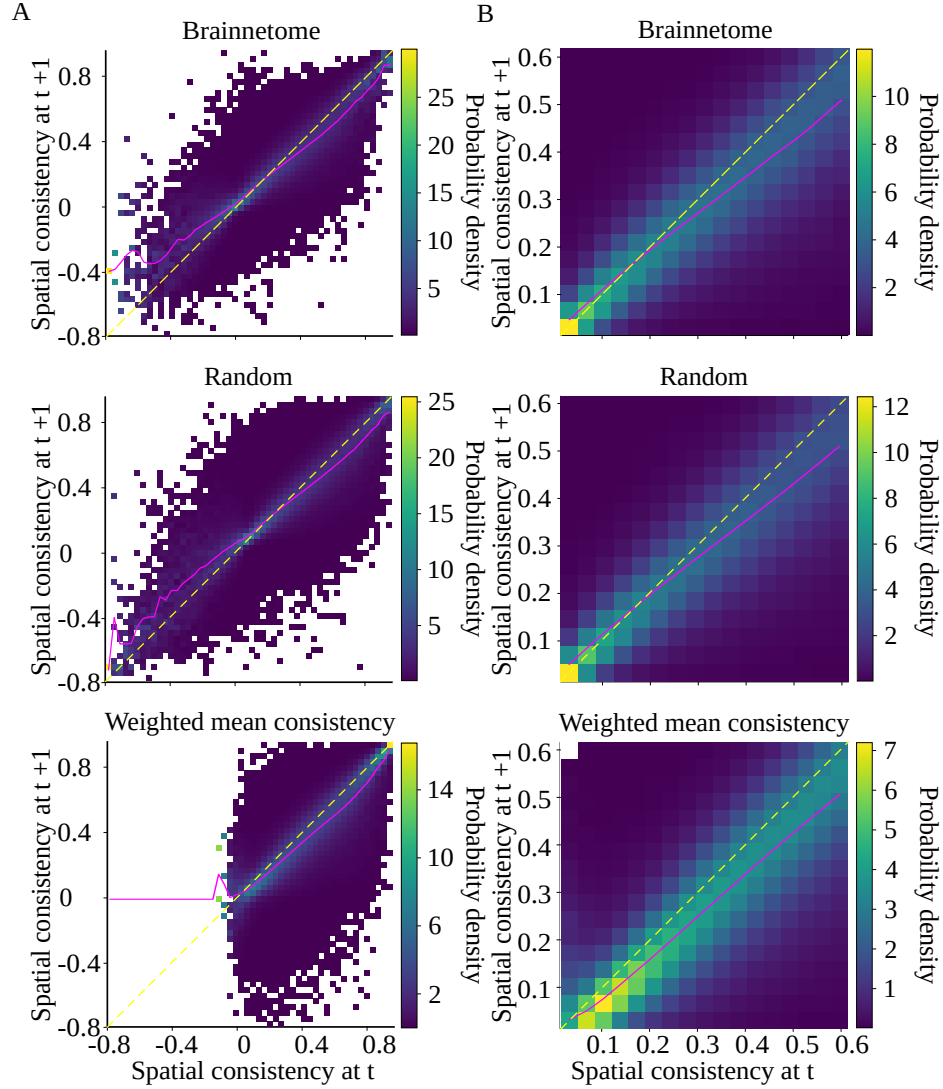 A
B
Brainnetome
Spatial consistency at t +1
0.8
0.4
0
-0.4
-0.8
25
20
15
10
5
Probability density
Brainnetome
Spatial consistency at t +1
0.6
0.5
0.4
0.3
0.2
0.1
10
8
6
4
2
Probability density
Random
Spatial consistency at t +1
0.8
0.4
0
-0.4
-0.8
25
20
15
10
5
Probability density
Random
Spatial consistency at t +1
0.6
0.5
0.4
0.3
0.2
0.1
12
10
8
6
4
2
Probability density
Weighted mean consistency
Spatial consistency at t +1
0.8
0.4
0
-0.4
-0.8
14
10
6
2
Probability density
-0.8 -0.4 0 0.4 0.8
Spatial consistency at t
Weighted mean consistency
Spatial consistency at t +1
0.6
0.5
0.4
0.3
0.2
0.1
7
6
5
4
3
2
1
Probability density
0.1 0.2 0.3 0.4 0.5 0.6
Spatial consistency at t